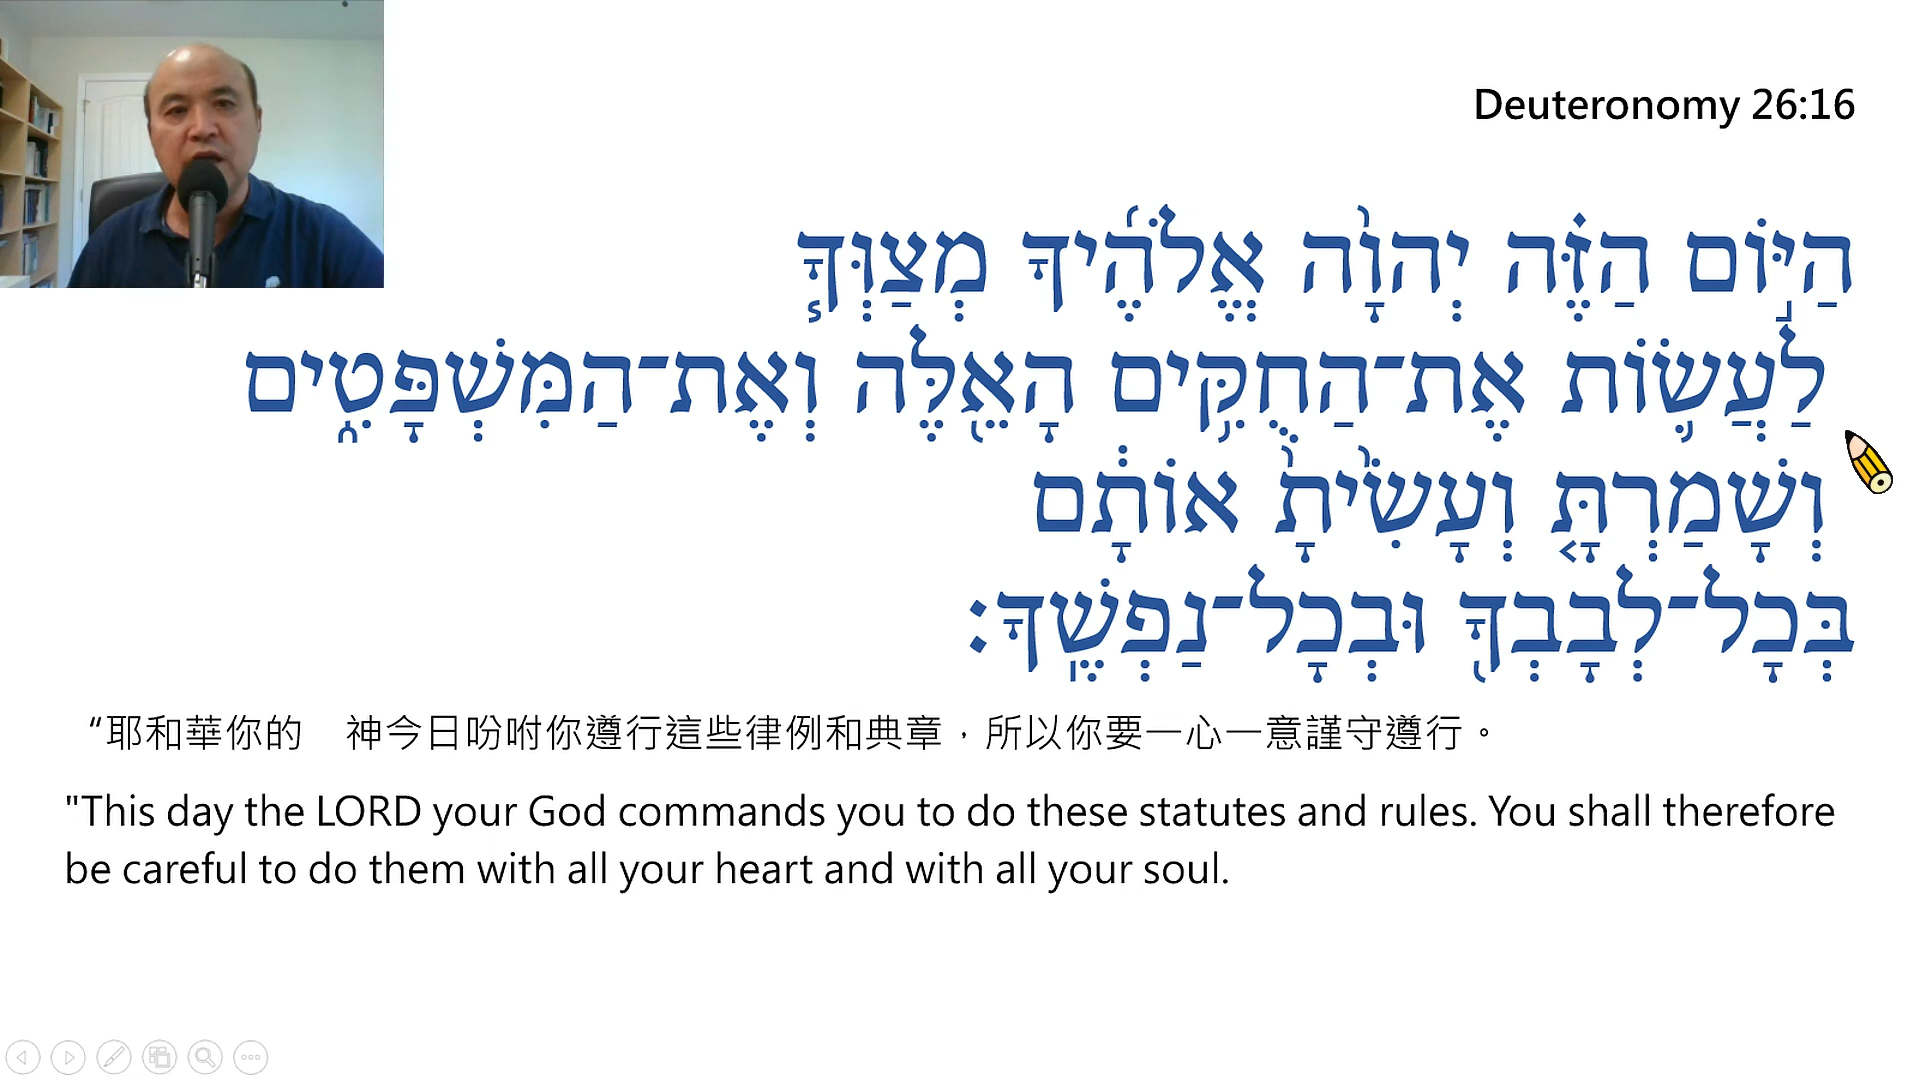 Deuteronomy 26:16
הַיּ֣וֹם הַזֶּ֗ה יְהוָ֨ה אֱלֹהֶ֜יךָ מְצַוְּךָ֧
לַעֲשׂ֛וֹת אֶת־הַחֻקִּ֥ים הָאֵ֖לֶּה וְאֶת־הַמִּשְׁפָּטִ֑ים
וְשָׁמַרְתָּ֤ וְעָשִׂ֙יתָ֙ אוֹתָ֔ם
בְּכָל־לְבָבְךָ֖ וּבְכָל־נַפְשֶֽׁךָ׃
“耶和華你的　神今日吩咐你遵行這些律例和典章，所以你要一心一意謹守遵行。
"This day the LORD your God commands you to do these statutes and rules. You shall therefore
be careful to do them with all your heart and with all your soul.